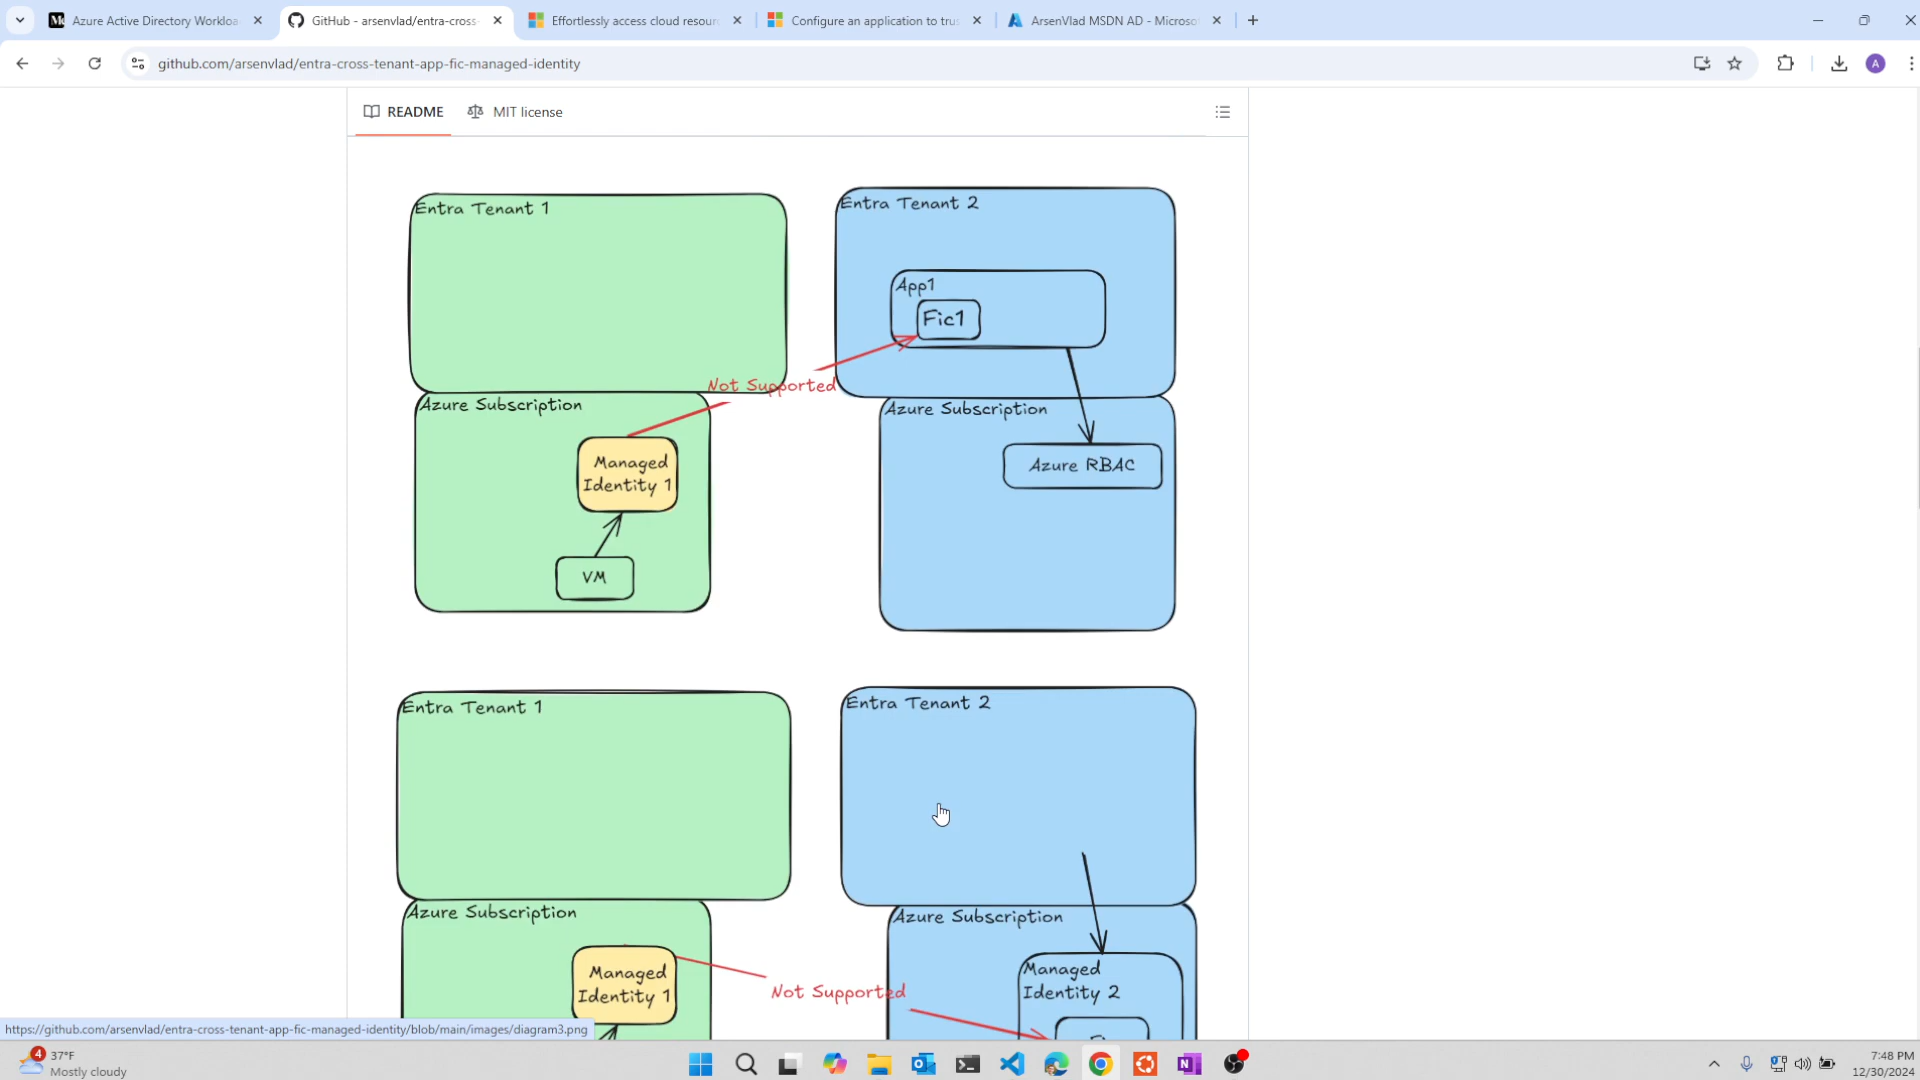 Azure Active Directory Workloa
GitHub - arsenvlad/entra-cross-
Effortlessly access cloud resour
Configure an application to trus
ArsenVlad MSDN AD - Microso
github.com/arsenvlad/entra-cross-tenant-app-fic-managed-identity
A
README
MIT license
Entra Tenant 1
Entra Tenant 2
App1
Fic1
Not Supported
Azure Subscription
Azure Subscription
Managed
Identity 1
Azure RBAC
VM
Entra Tenant 1
Entra Tenant 2
Azure Subscription
Azure Subscription
Managed
Identity 1
Managed
Identity 2
Not Supported
https://github.com/arsenvlad/entra-cross-tenant-app-fic-managed-identity/blob/main/images/diagram3.png
4
37°F
Mostly cloudy
7:48 PM
12/30/2024